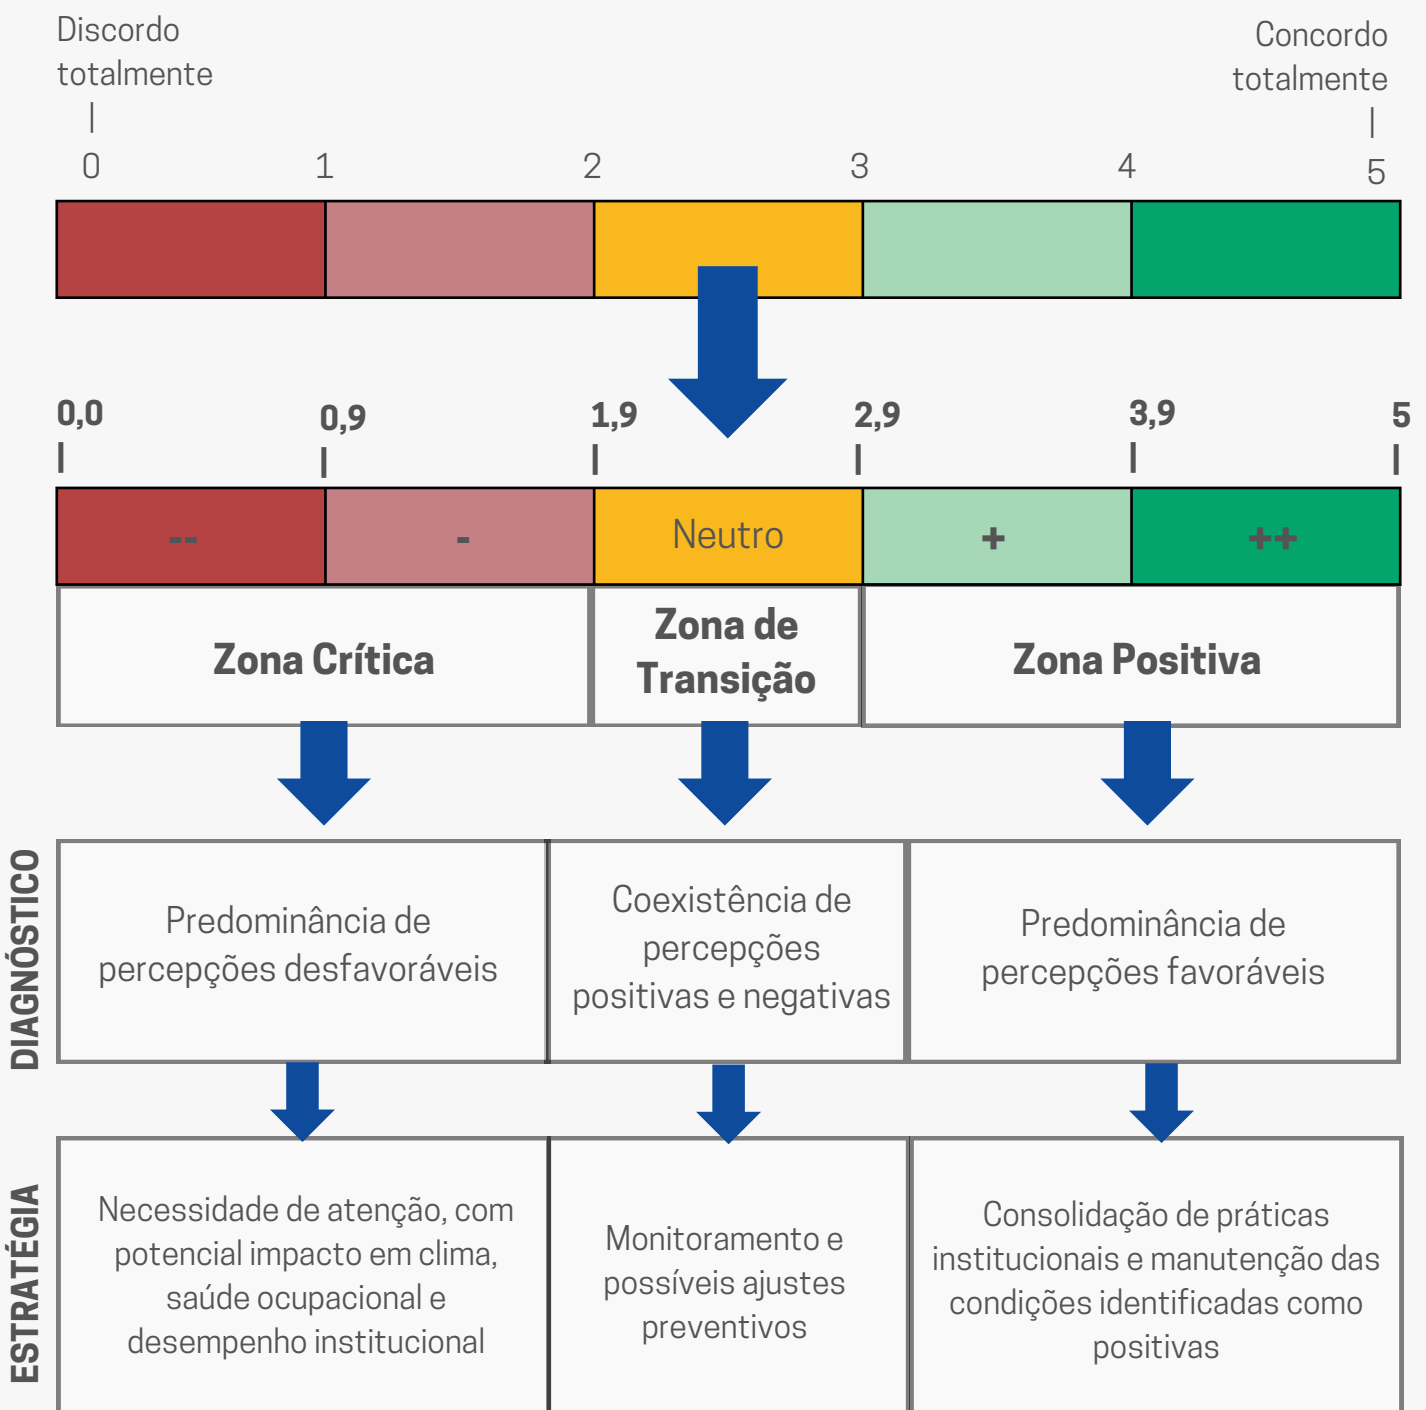 Discordo
totalmente
Concordo
totalmente
0 1 2 3 4 5
0,0 0,9 1,9 2,9 3,9 5
-- - Neutro + ++
Zona Crítica
Zona de
Transição
Zona Positiva
DIAGNÓSTICO
Predominância de
percepções desfavoráveis
Coexistência de
percepções
positivas e negativas
Predominância de
percepções favoráveis
ESTRATÉGIA
Necessidade de atenção, com
potencial impacto em clima,
saúde ocupacional e
desempenho institucional
Monitoramento e
possíveis ajustes
preventivos
Consolidação de práticas
institucionais e manutenção das
condições identificadas como
positivas